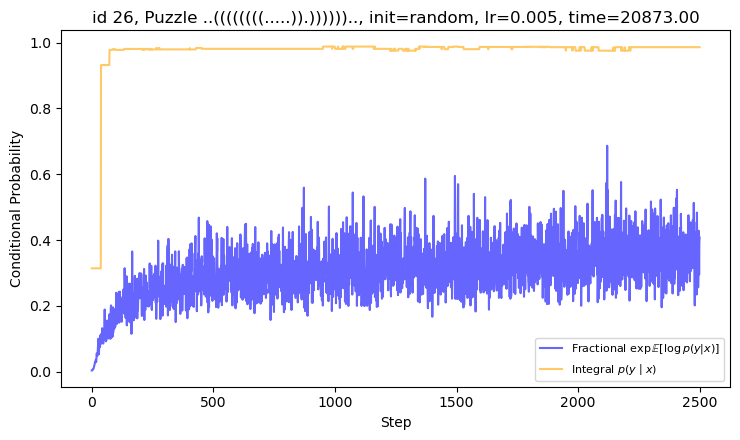 id 26, Puzzle ..((((((((.....)).)))))).., init=random, lr=0.005, time=20873.00
Conditional Probability
1.0
0.8
0.6
0.4
0.2
0.0
Fractional exp 𝔼[log p(y|x)]
Integral p(y | x)
0
500
1000
1500
2000
2500
Step